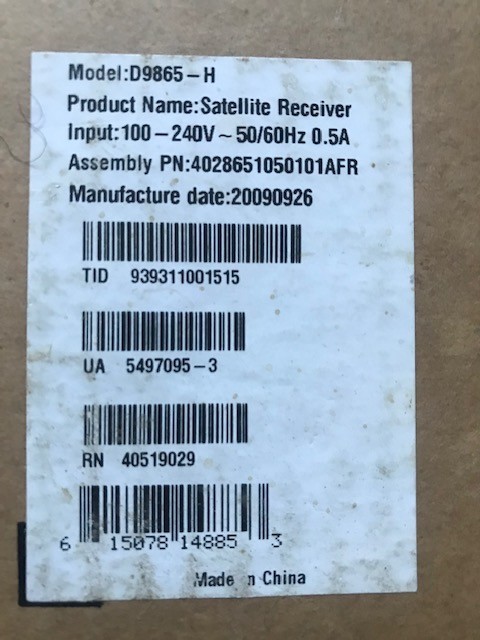 Model:D9865-H
Product Name:Satellite Receiver
Input:100-240V~50/60Hz 0.5A
Assembly PN:4028651050101AFR
Manufacture date:20090926
TID 939311001515
UA 5497095-3
RN 40519029
6 15078 14885 3
Made n China